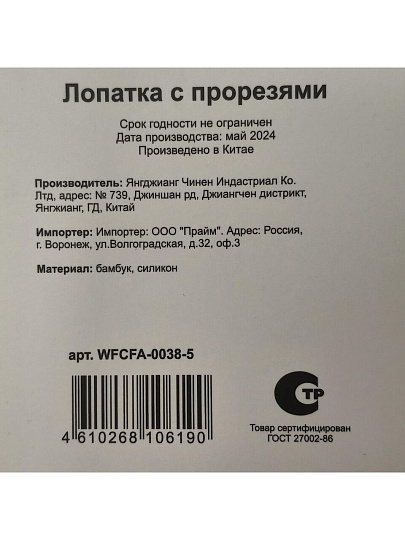 Лопатка с прорезями
Срок годности не ограничен
Дата производства: май 2024
Произведено в Китае
Производитель: Янгджианг Чинен Индастриал Ко.
Лтд, адрес: № 739, Джиншан рд, Джиангчен дистрикт,
Янгжианг, ГД, Китай
Импортер: Импортер: ООО "Прайм". Адрес: Россия,
г. Воронеж, ул.Волгоградская, д.32, оф.3
Материал: бамбук, силикон
арт. WFCFA-0038-5
4 610268 106190
СТР
Товар сертифицирован
ГОСТ 27002-86